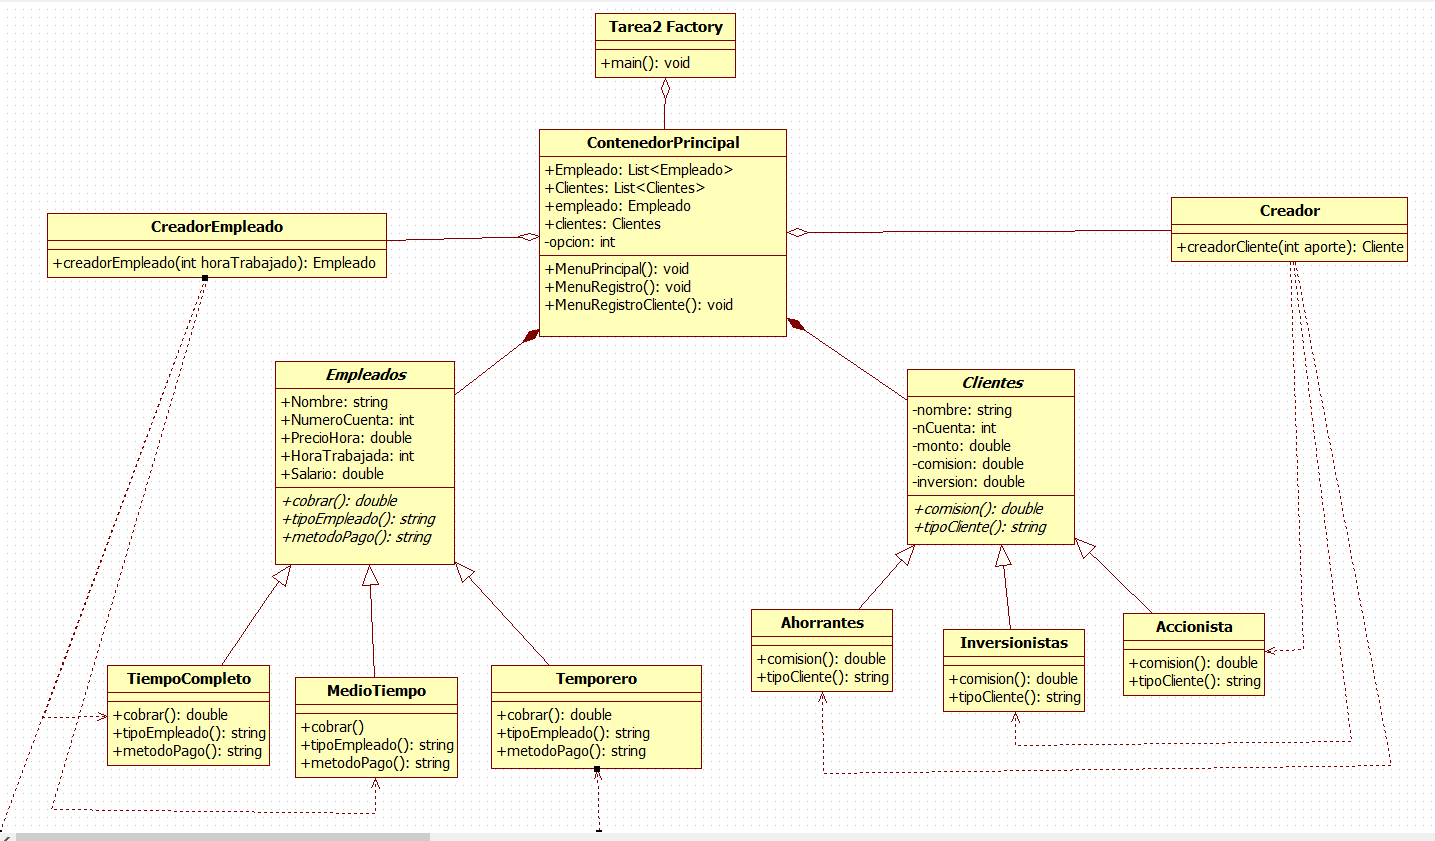 Tarea2 Factory
+main(): void
ContenedorPrincipal
+Empleado: List<Empleado>
+Clientes: List<Clientes>
+empleado: Empleado
+clientes: Clientes
-opcion: int
+MenuPrincipal(): void
+MenuRegistro(): void
+MenuRegistroCliente(): void
CreadorEmpleado
+creadorEmpleado(int horaTrabajado): Empleado
Creador
+creadorCliente(int aporte): Cliente
Empleados
+Nombre: string
+NumeroCuenta: int
+PrecioHora: double
+HoraTrabajada: int
+Salario: double
+cobrar(): double
+tipoEmpleado(): string
+metodoPago(): string
Clientes
-nombre: string
-nCuenta: int
-monto: double
-comision: double
-inversion: double
+comision(): double
+tipoCliente(): string
TiempoCompleto
+cobrar(): double
+tipoEmpleado(): string
+metodoPago(): string
MedioTiempo
+cobrar()
+tipoEmpleado(): string
+metodoPago(): string
Temporero
+cobrar(): double
+tipoEmpleado(): string
+metodoPago(): string
Ahorrantes
+comision(): double
+tipoCliente(): string
Inversionistas
+comision(): double
+tipoCliente(): string
Accionista
+comision(): double
+tipoCliente(): string